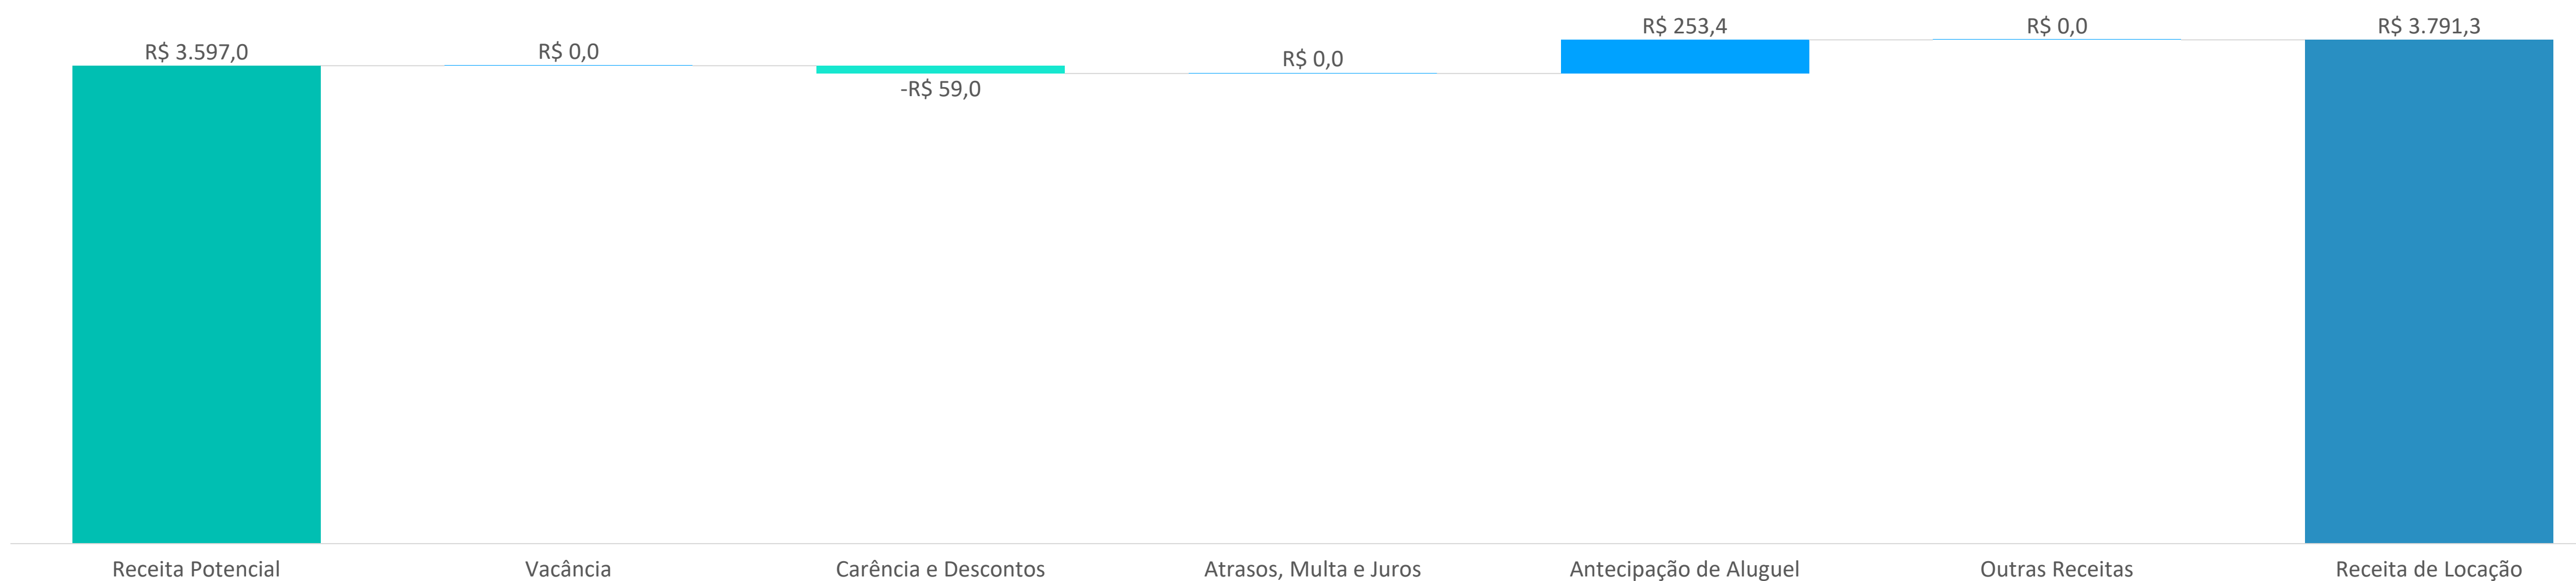 R$ 3.597,0
R$ 0,0
-R$ 59,0
R$ 0,0
R$ 253,4
R$ 0,0
R$ 3.791,3
Receita Potencial
Vacância
Carência e Descontos
Atrasos, Multa e Juros
Antecipação de Aluguel
Outras Receitas
Receita de Locação